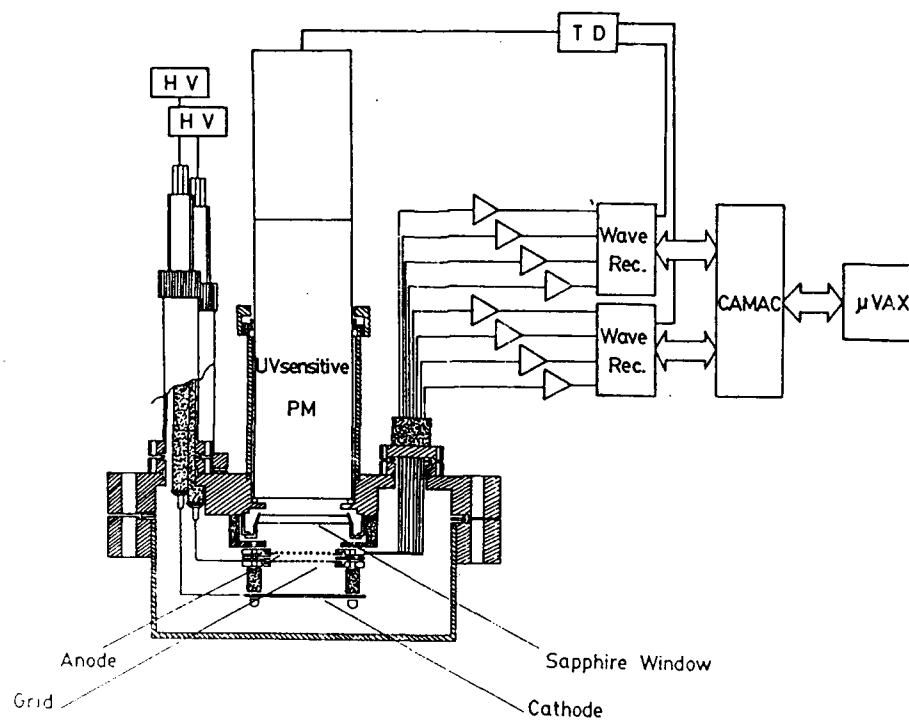 T D
H V
H V
Wave
Rec.
CAMAC
μVAX
Wave
Rec.
UVsensitive
PM
Anode
Sapphire Window
Grid
Cathode